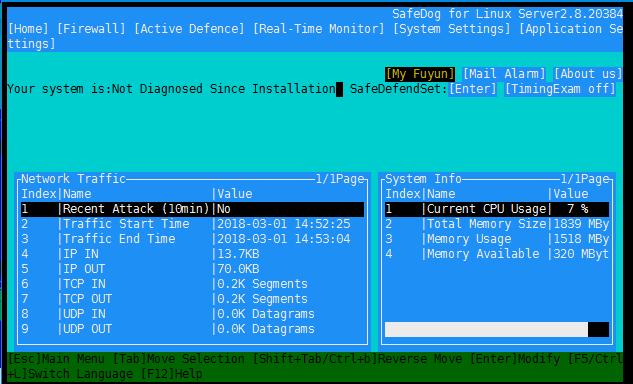 SafeDog for Linux Server2.8.20384
[Home] [Firewall] [Active Defence] [Real-Time Monitor] [System Settings] [Application Se
ttings]
[My Fuyun] [Mail Alarm] [About us]
Your system is:Not Diagnosed Since Installation SafeDefendSet:[Enter] [TimingExam off]
Network Traffic 1/1Page
Index|Name |Value
1 |Recent Attack (10min)|No
2 |Traffic Start Time |2018-03-01 14:52:25
3 |Traffic End Time |2018-03-01 14:53:04
4 |IP IN |13.7KB
5 |IP OUT |70.0KB
6 |TCP IN |0.2K Segments
7 |TCP OUT |0.2K Segments
8 |UDP IN |0.0K Datagrams
9 |UDP OUT |0.0K Datagrams
System Info 1/1Page
Index|Name |Value
1 |Current CPU Usage| 7 %
2 |Total Memory Size|1839 MBy
3 |Memory Usage |1518 MBy
4 |Memory Available |320 MByt
[Esc]Main Menu [Tab]Move Selection [Shift+Tab/Ctrl+b]Reverse Move [Enter]Modify [F5/Ctrl
+L]Switch Language [F12]Help